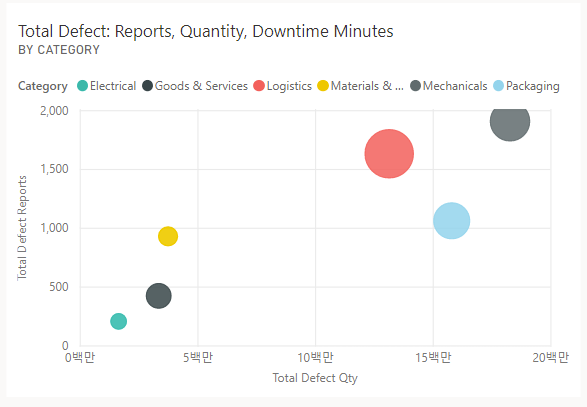 Total Defect: Reports, Quantity, Downtime Minutes
BY CATEGORY
Category Electrical Goods & Services Logistics Materials & ... Mechanicals Packaging
2,000
1,500
1,000
500
0
Total Defect Reports
0백만 5백만 10백만 15백만 20백만
Total Defect Qty